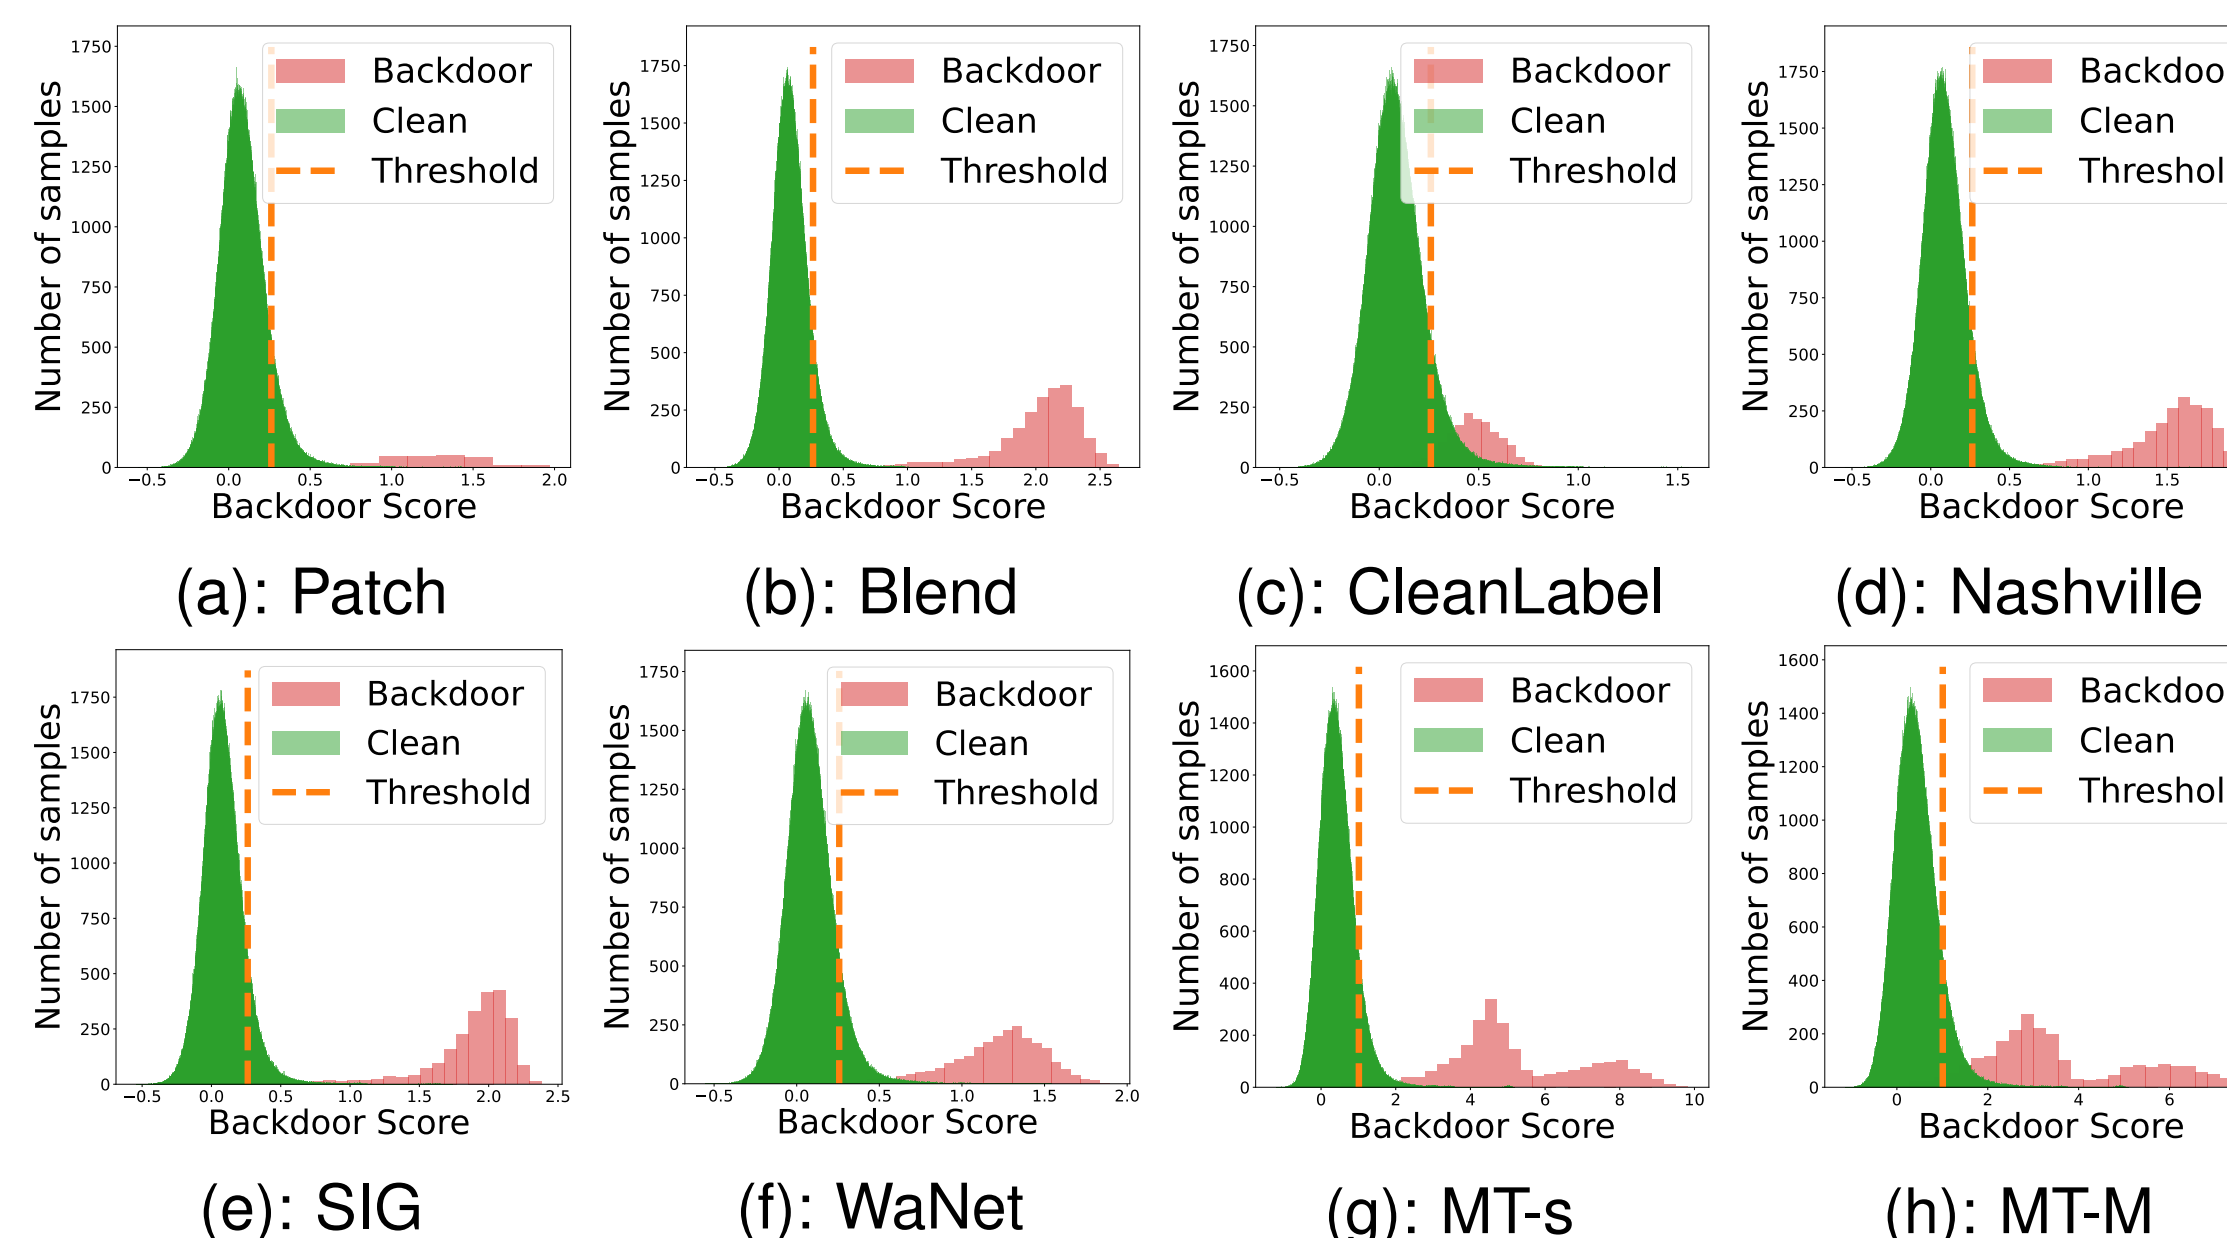 Number of samples
1750
1500
1250
1000
750
500
250
0
−0.5 0.0 0.5 1.0 1.5 2.0
Backdoor Score
Backdoor
Clean
Threshold
(a): Patch
Number of samples
1750
1500
1250
1000
750
500
250
0
−0.5 0.0 0.5 1.0 1.5 2.0 2.5
Backdoor Score
Backdoor
Clean
Threshold
(b): Blend
Number of samples
1750
1500
1250
1000
750
500
250
0
−0.5 0.0 0.5 1.0 1.5
Backdoor Score
Backdoor
Clean
Threshold
(c): CleanLabel
Number of samples
1750
1500
1250
1000
750
500
250
0
−0.5 0.0 0.5 1.0 1.5
Backdoor Score
Backdoo
Clean
Threshol
(d): Nashville
Number of samples
1750
1500
1250
1000
750
500
250
0
−0.5 0.0 0.5 1.0 1.5 2.0 2.5
Backdoor Score
Backdoor
Clean
Threshold
(e): SIG
Number of samples
1750
1500
1250
1000
750
500
250
0
−0.5 0.0 0.5 1.0 1.5 2.0
Backdoor Score
Backdoor
Clean
Threshold
(f): WaNet
Number of samples
1600
1400
1200
1000
800
600
400
200
0
0 2 4 6 8 10
Backdoor Score
Backdoor
Clean
Threshold
(g): MT-s
Number of samples
1600
1400
1200
1000
800
600
400
200
0
0 2 4 6
Backdoor Score
Backdoo
Clean
Threshol
(h): MT-M